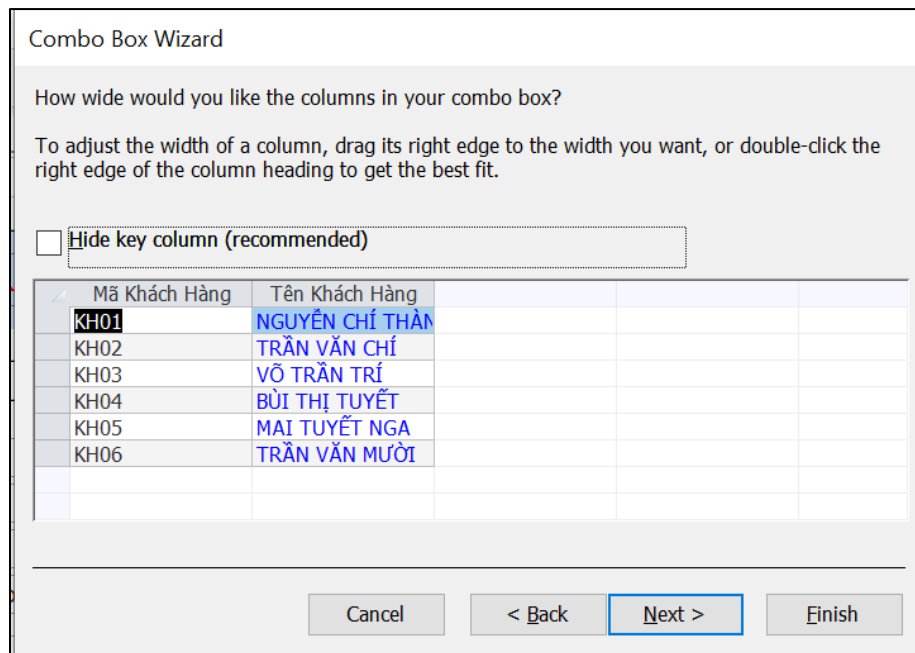 Combo Box Wizard
How wide would you like the columns in your combo box?
To adjust the width of a column, drag its right edge to the width you want, or double-click the
right edge of the column heading to get the best fit.
Hide key column (recommended)
Mã Khách Hàng Tên Khách Hàng
KH01 NGUYỄN CHÍ THÀN
KH02 TRẦN VĂN CHÍ
KH03 VÕ TRẦN TRÍ
KH04 BÙI THỊ TUYẾT
KH05 MAI TUYẾT NGA
KH06 TRẦN VĂN MƯỜI
Cancel < Back Next > Finish